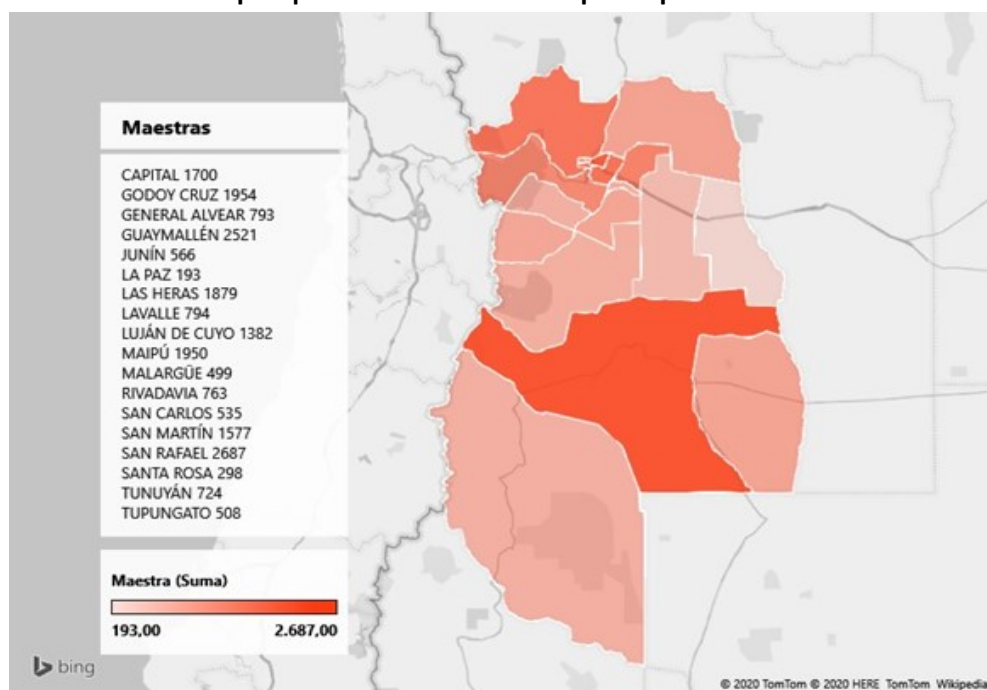 Maestras
CAPITAL 1700
GODOY CRUZ 1954
GENERAL ALVEAR 793
GUAYMALLÉN 2521
JUNÍN 566
LA PAZ 193
LAS HERAS 1879
LAVALLE 794
LUJÁN DE CUYO 1382
MAIPÚ 1950
MALARGÜE 499
RIVADAVIA 763
SAN CARLOS 535
SAN MARTÍN 1577
SAN RAFAEL 2687
SANTA ROSA 298
TUNUYÁN 724
TUPUNGATO 508
Maestra (Suma)
193,00 2.687,00
bing
© 2020 TomTom © 2020 HERE TomTom Wikipedia